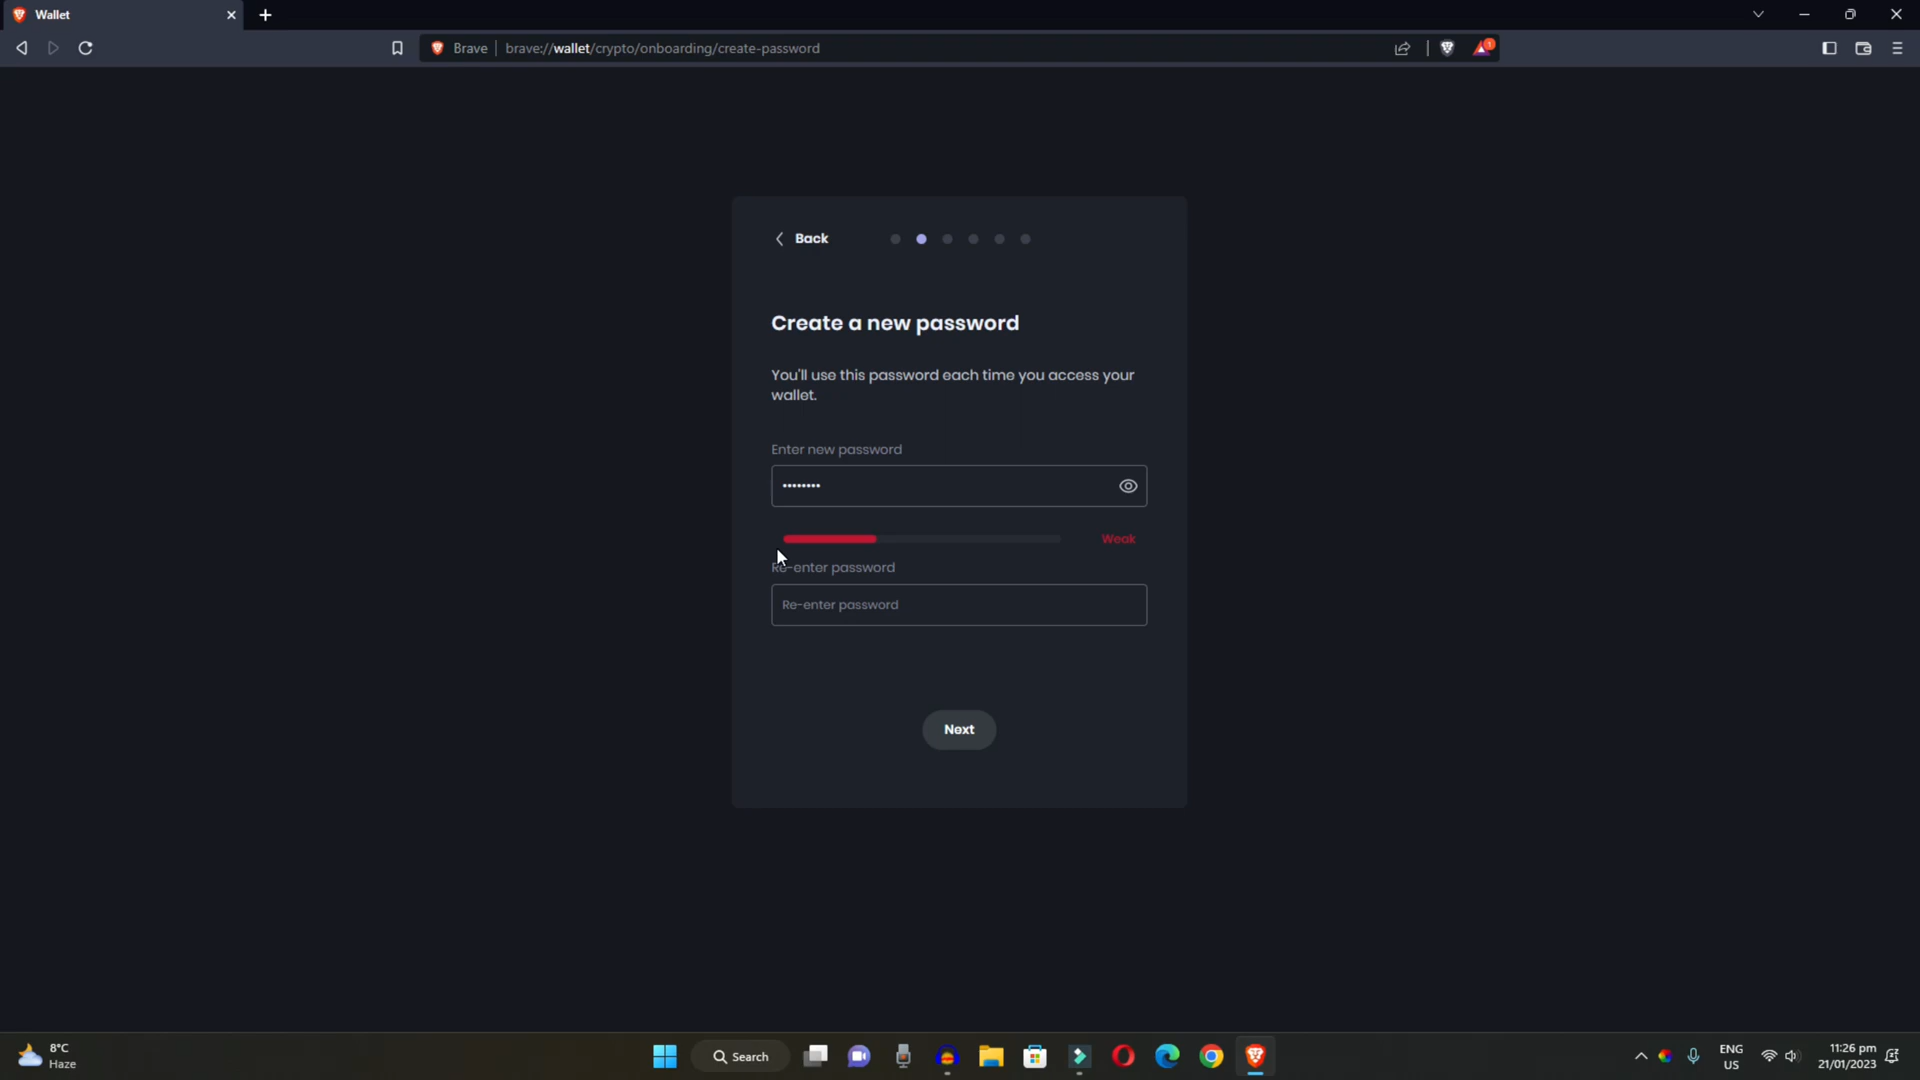 Wallet
Brave
brave://wallet/crypto/onboarding/create-password
1
Back
Create a new password
You'll use this password each time you access your
wallet.
Enter new password
••••••••
Weak
Re-enter password
Re-enter password
Next
8°C
Haze
Search
ENG
US
11:26 pm
21/01/2023